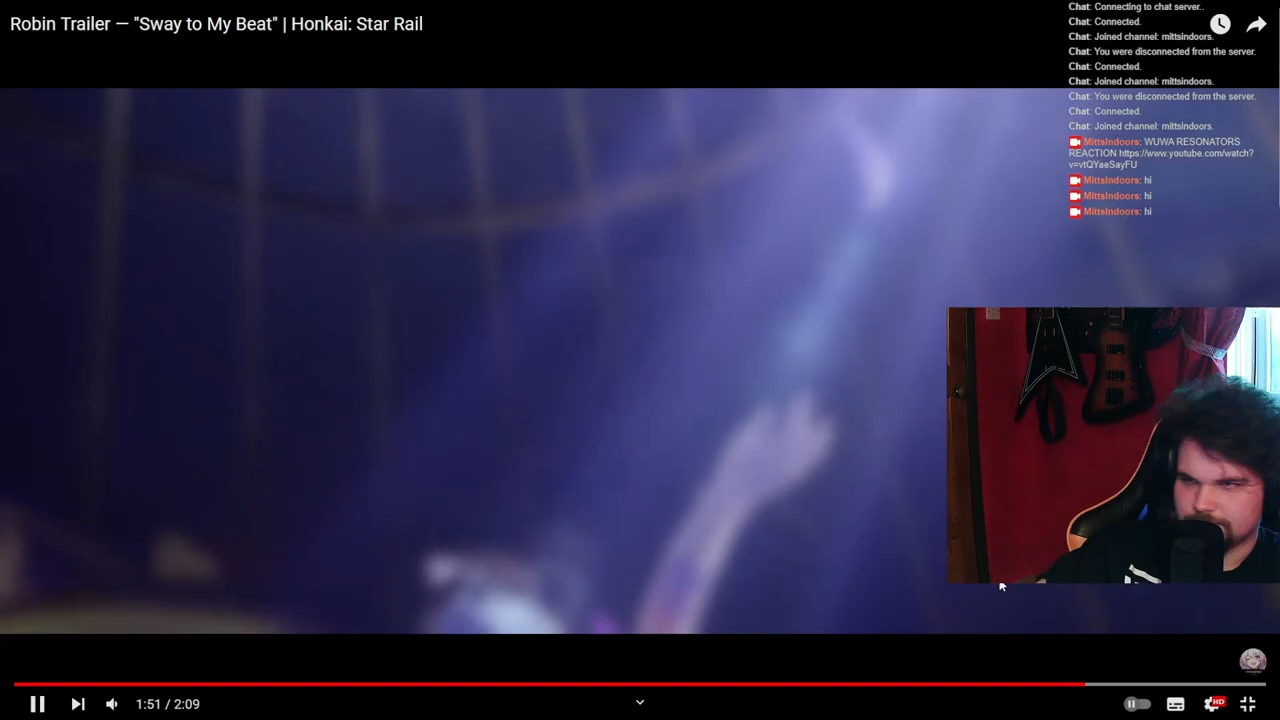 Robin Trailer — "Sway to My Beat" | Honkai: Star Rail
Chat: Connecting to chat server..
Chat: Connected.
Chat: Joined channel: mittsindoors.
Chat: You were disconnected from the server.
Chat: Connected.
Chat: Joined channel: mittsindoors.
Chat: You were disconnected from the server.
Chat: Connected.
Chat: Joined channel: mittsindoors.
MittsIndoors: WUWA RESONATORS
REACTION https://www.youtube.com/watch?
v=vtQYaeSayFU
MittsIndoors: hi
MittsIndoors: hi
MittsIndoors: hi
1:51 / 2:09
HD